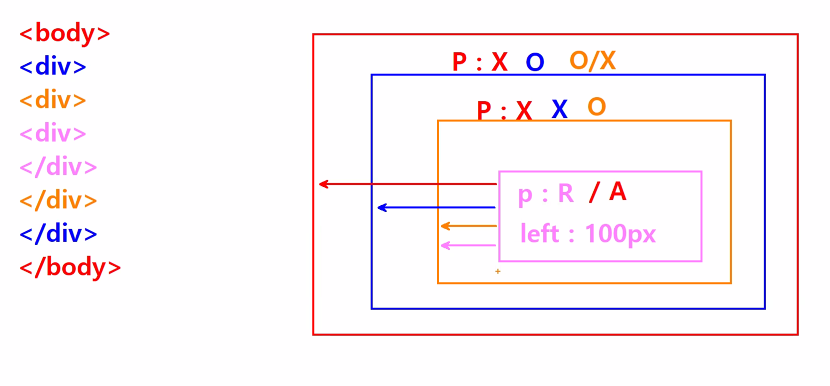 <body>
<div>
<div>
<div>
</div>
</div>
</div>
</body>
P : X O O/X
P : X X O
p : R / A
left : 100px